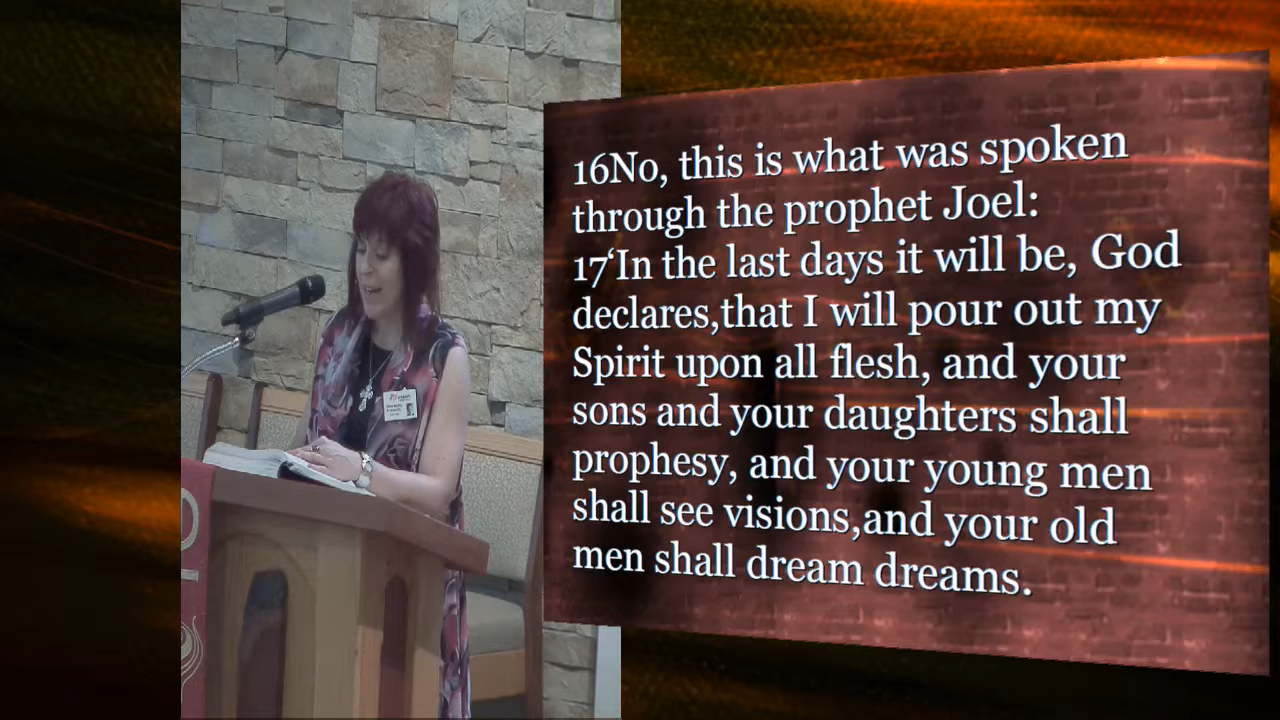 16No, this is what was spoken
through the prophet Joel:
17‘In the last days it will be, God
declares,that I will pour out my
Spirit upon all flesh, and your
sons and your daughters shall
prophesy, and your young men
shall see visions,and your old
men shall dream dreams.